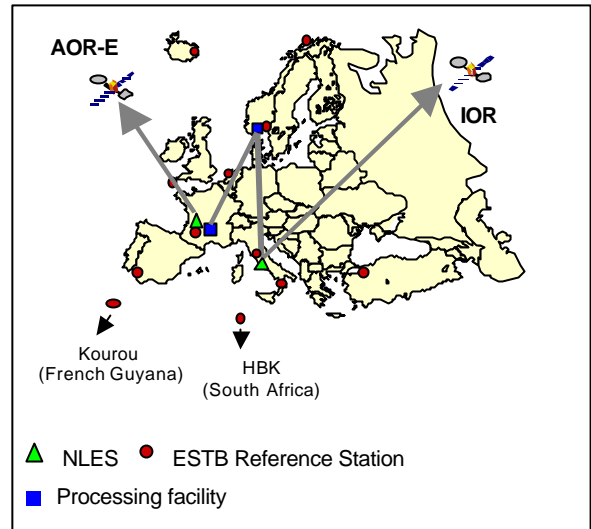 AOR-E
IOR
Kourou
(French Guyana)
HBK
(South Africa)
NLES
ESTB Reference Station
Processing facility